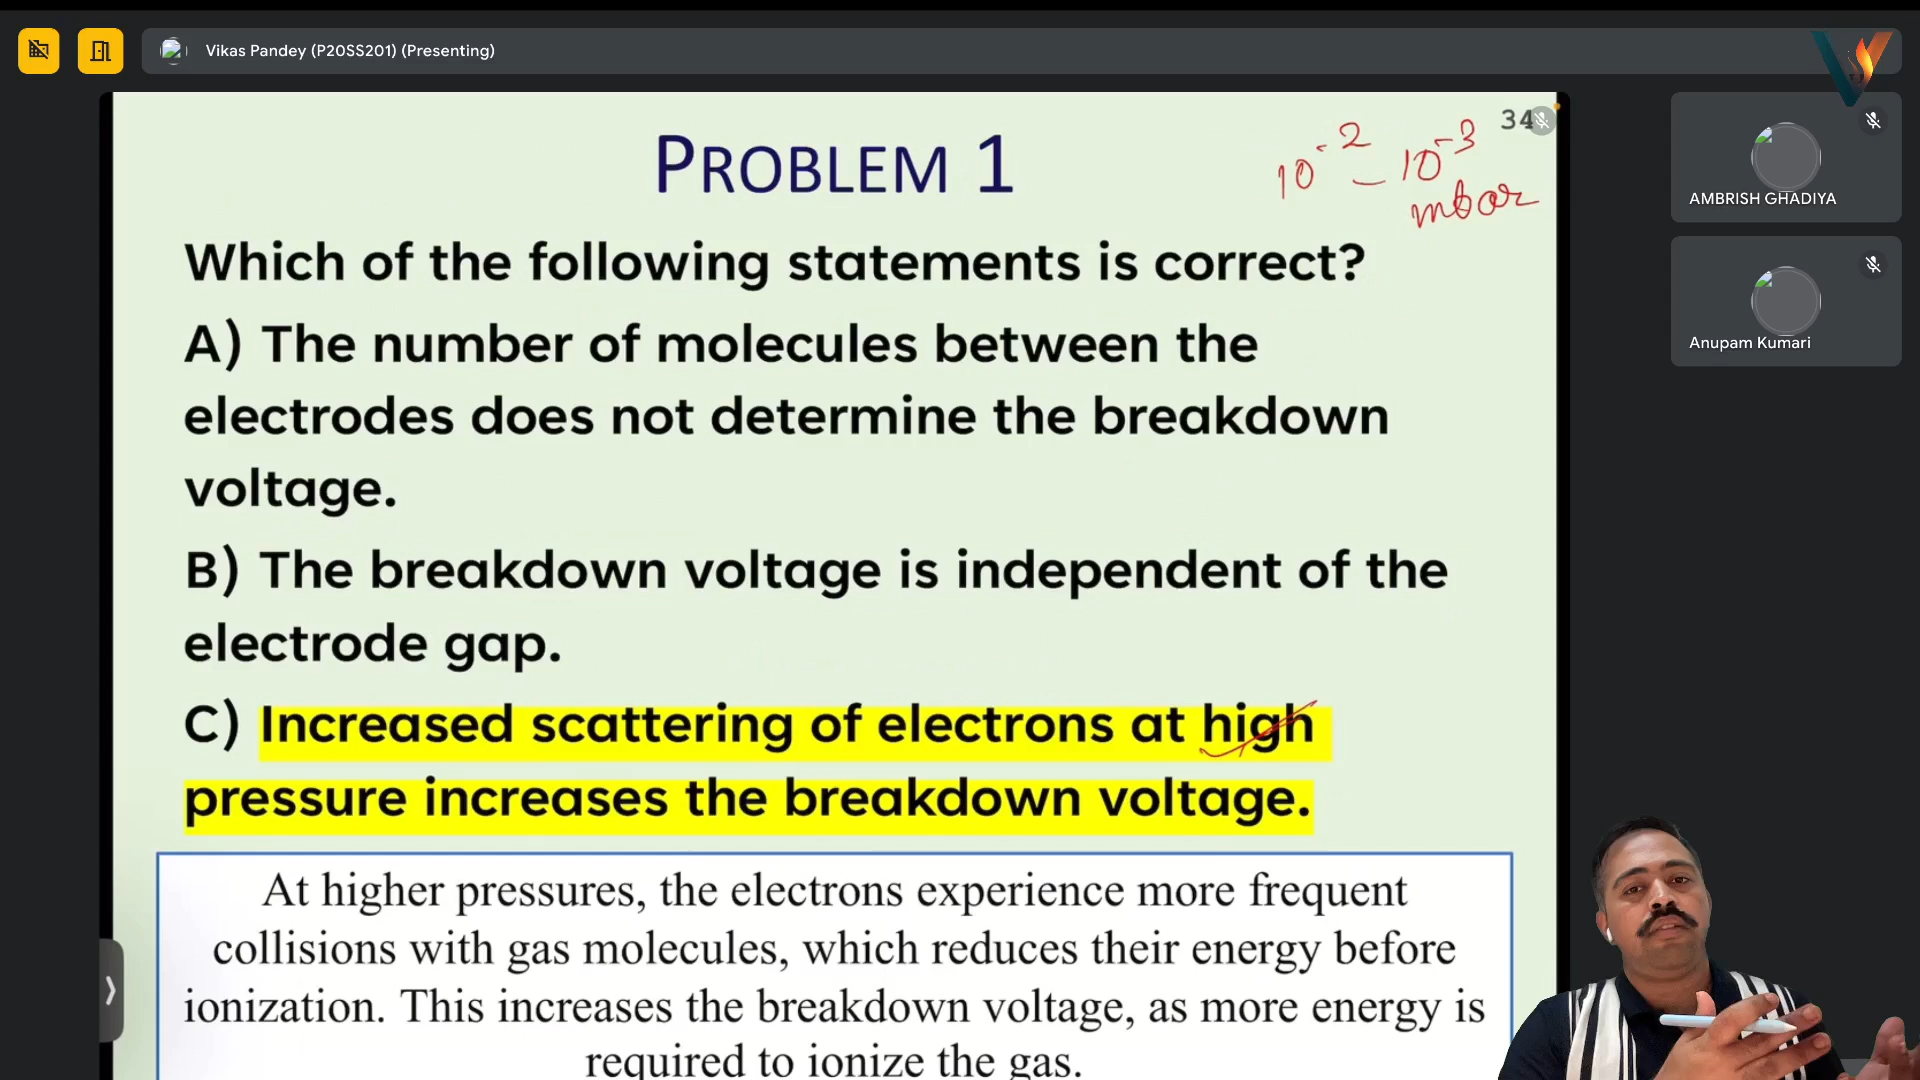 Vikas Pandey (P20SS201) (Presenting)
34
PROBLEM 1
10⁻² – 10⁻³
mbar
AMBRISH GHADIYA
Anupam Kumari
Which of the following statements is correct?
A) The number of molecules between the
electrodes does not determine the breakdown
voltage.
B) The breakdown voltage is independent of the
electrode gap.
C) Increased scattering of electrons at high
pressure increases the breakdown voltage.
At higher pressures, the electrons experience more frequent
collisions with gas molecules, which reduces their energy before
ionization. This increases the breakdown voltage, as more energy is
required to ionize the gas.